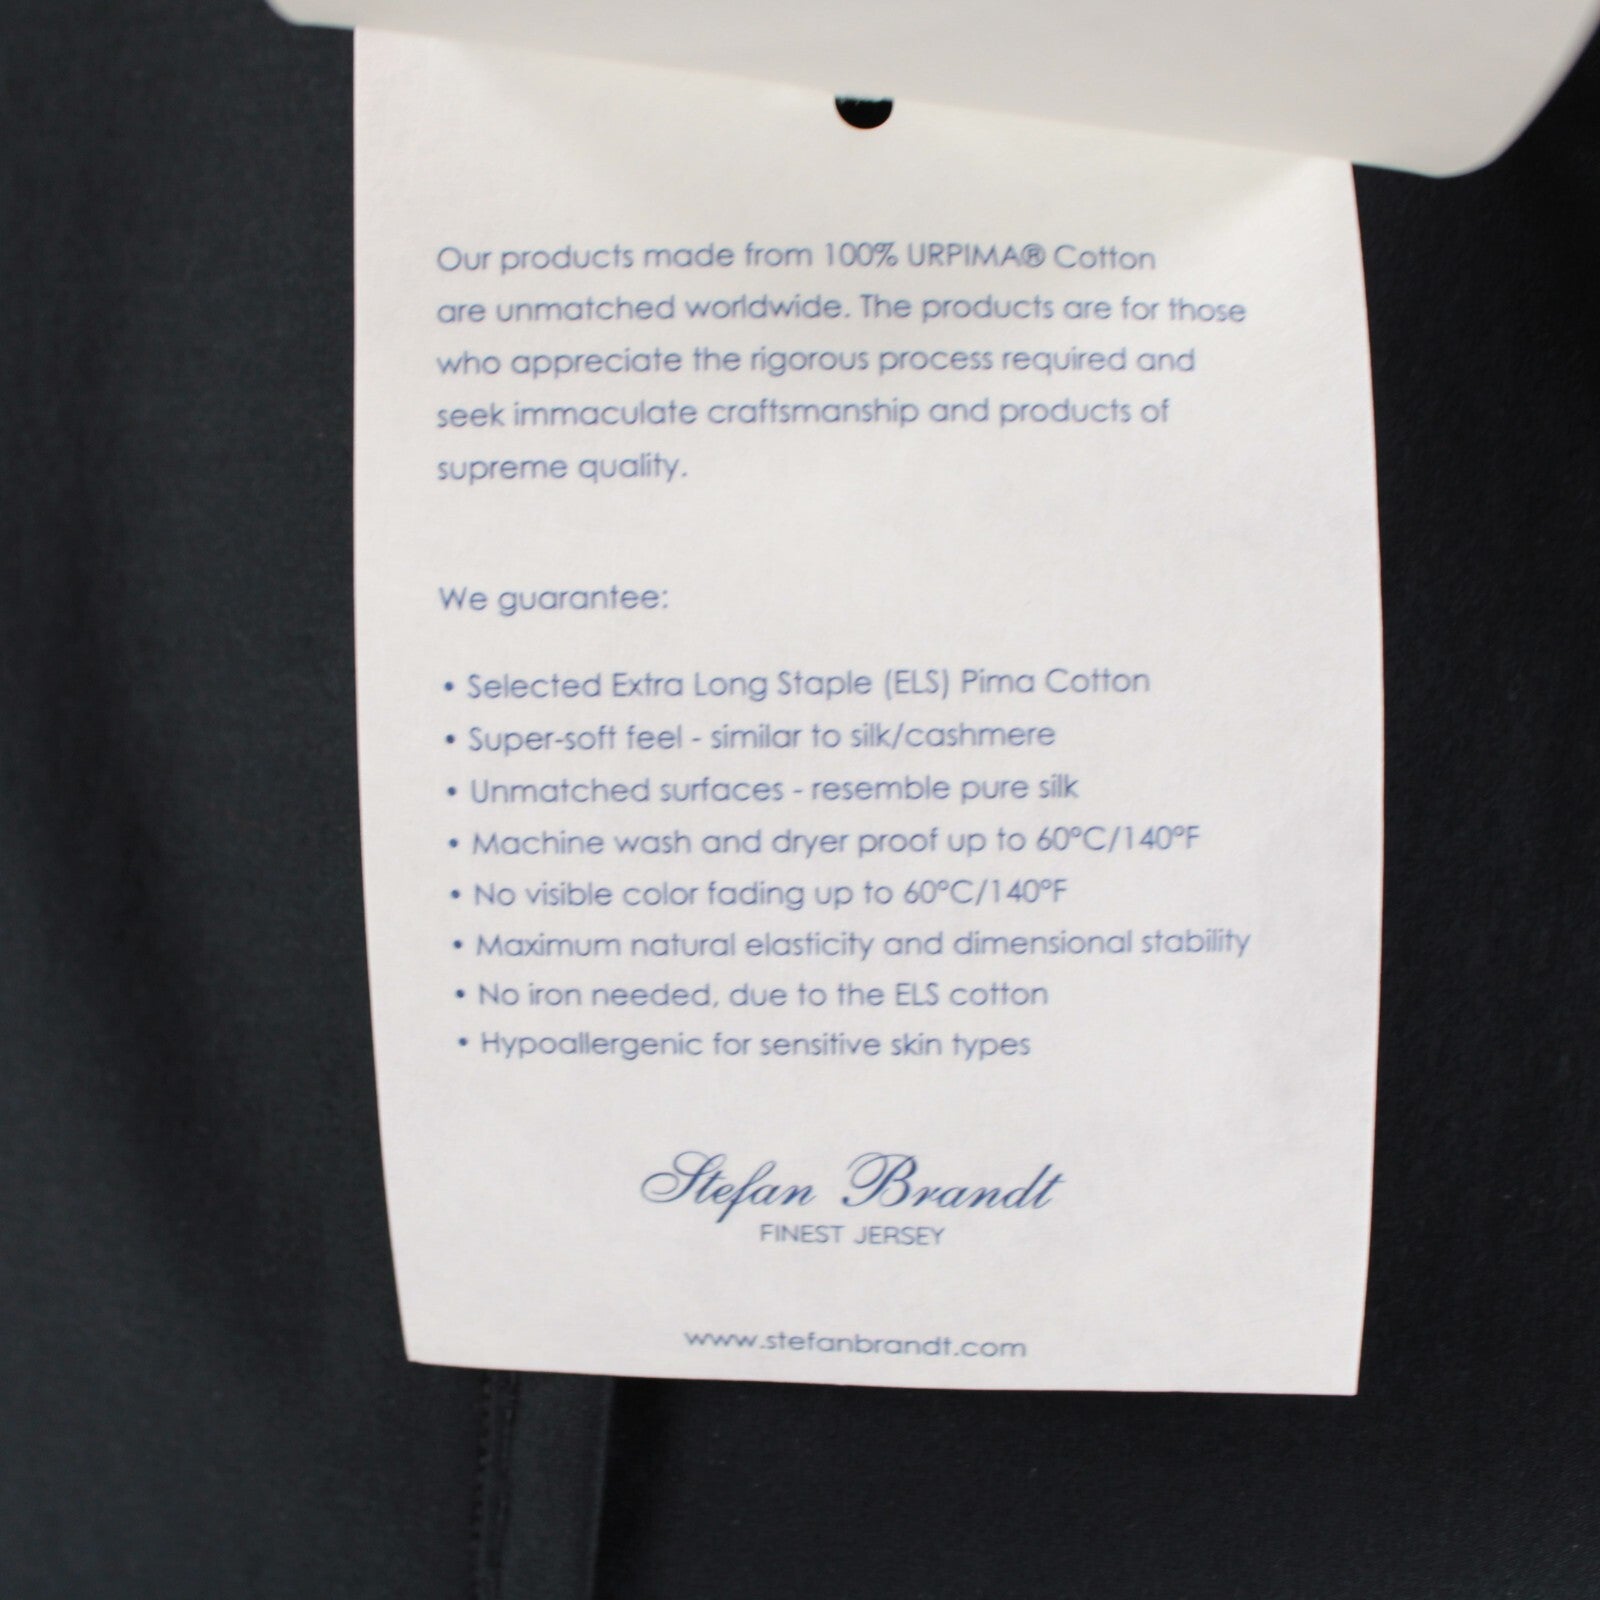 Our products made from 100% URPIMA® Cotton
are unmatched worldwide. The products are for those
who appreciate the rigorous process required and
seek immaculate craftsmanship and products of
supreme quality.
We guarantee:
• Selected Extra Long Staple (ELS) Pima Cotton
• Super-soft feel - similar to silk/cashmere
• Unmatched surfaces - resemble pure silk
• Machine wash and dryer proof up to 60°C/140°F
• No visible color fading up to 60°C/140°F
• Maximum natural elasticity and dimensional stability
• No iron needed, due to the ELS cotton
• Hypoallergenic for sensitive skin types
Stefan Brandt
FINEST JERSEY
www.stefanbrandt.com